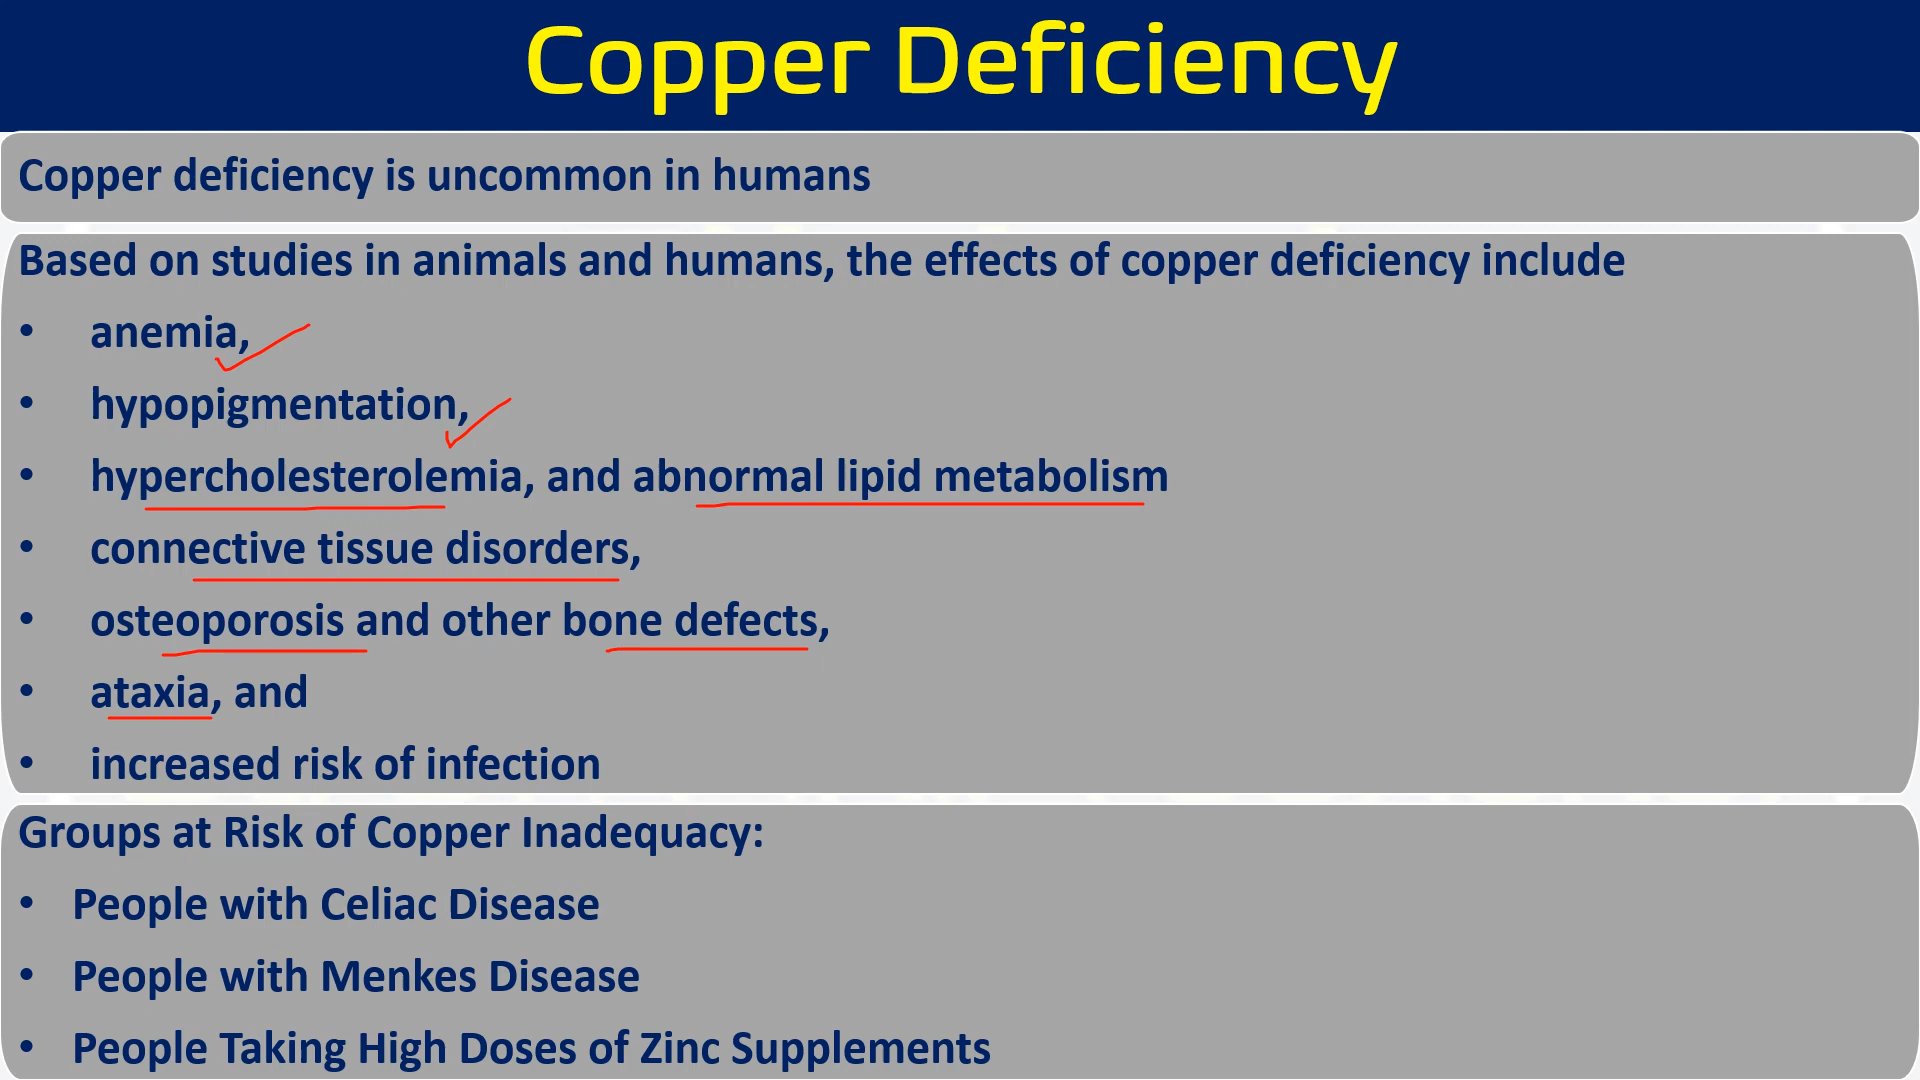 Copper Deficiency
Copper deficiency is uncommon in humans
Based on studies in animals and humans, the effects of copper deficiency include
• anemia,
• hypopigmentation,
• hypercholesterolemia, and abnormal lipid metabolism
• connective tissue disorders,
• osteoporosis and other bone defects,
• ataxia, and
• increased risk of infection
Groups at Risk of Copper Inadequacy:
• People with Celiac Disease
• People with Menkes Disease
• People Taking High Doses of Zinc Supplements